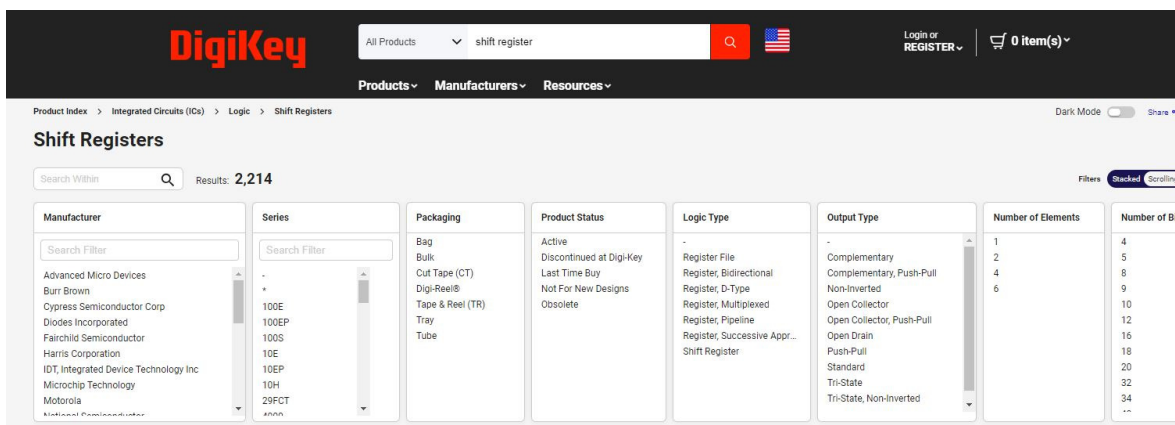 DigiKey
All Products
shift register
Login or
REGISTER
0 item(s)
Products
Manufacturers
Resources
Product Index > Integrated Circuits (ICs) > Logic > Shift Registers
Dark Mode
Share
Shift Registers
Search Within
Results: 2,214
Filters
Stacked
Scrollin
Manufacturer
Search Filter
Advanced Micro Devices
Burr Brown
Cypress Semiconductor Corp
Diodes Incorporated
Fairchild Semiconductor
Harris Corporation
IDT, Integrated Device Technology Inc
Microchip Technology
Motorola
National Semiconductor
Series
Search Filter
-
*
100E
100EP
100S
10E
10EP
10H
29FCT
4000
Packaging
Bag
Bulk
Cut Tape (CT)
Digi-Reel®
Tape & Reel (TR)
Tray
Tube
Product Status
Active
Discontinued at Digi-Key
Last Time Buy
Not For New Designs
Obsolete
Logic Type
-
Register File
Register, Bidirectional
Register, D-Type
Register, Multiplexed
Register, Pipeline
Register, Successive Appr...
Shift Register
Output Type
-
Complementary
Complementary, Push-Pull
Non-Inverted
Open Collector
Open Collector, Push-Pull
Open Drain
Push-Pull
Standard
Tri-State
Tri-State, Non-Inverted
Number of Elements
1
2
4
6
Number of B
4
5
8
9
10
12
16
18
20
32
34